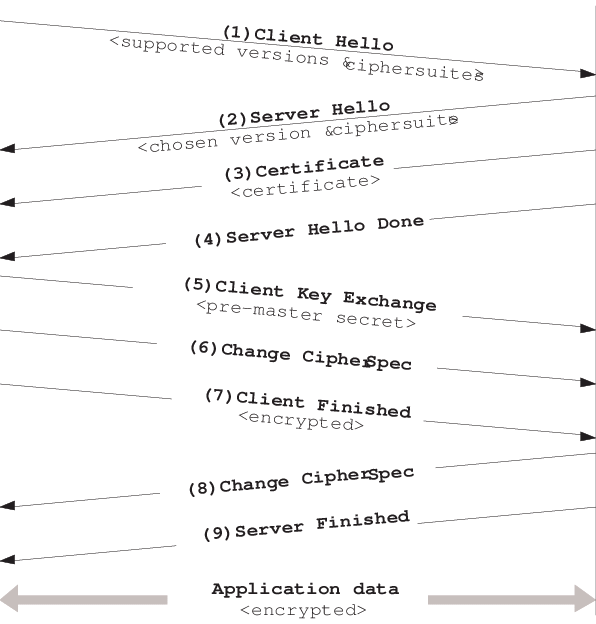 (1) Client Hello
<supported versions & ciphersuites>
(2) Server Hello
<chosen version & ciphersuite>
(3) Certificate
<certificate>
(4) Server Hello Done
(5) Client Key Exchange
<pre-master secret>
(6) Change CipherSpec
(7) Client Finished
<encrypted>
(8) Change CipherSpec
(9) Server Finished
Application data
<encrypted>